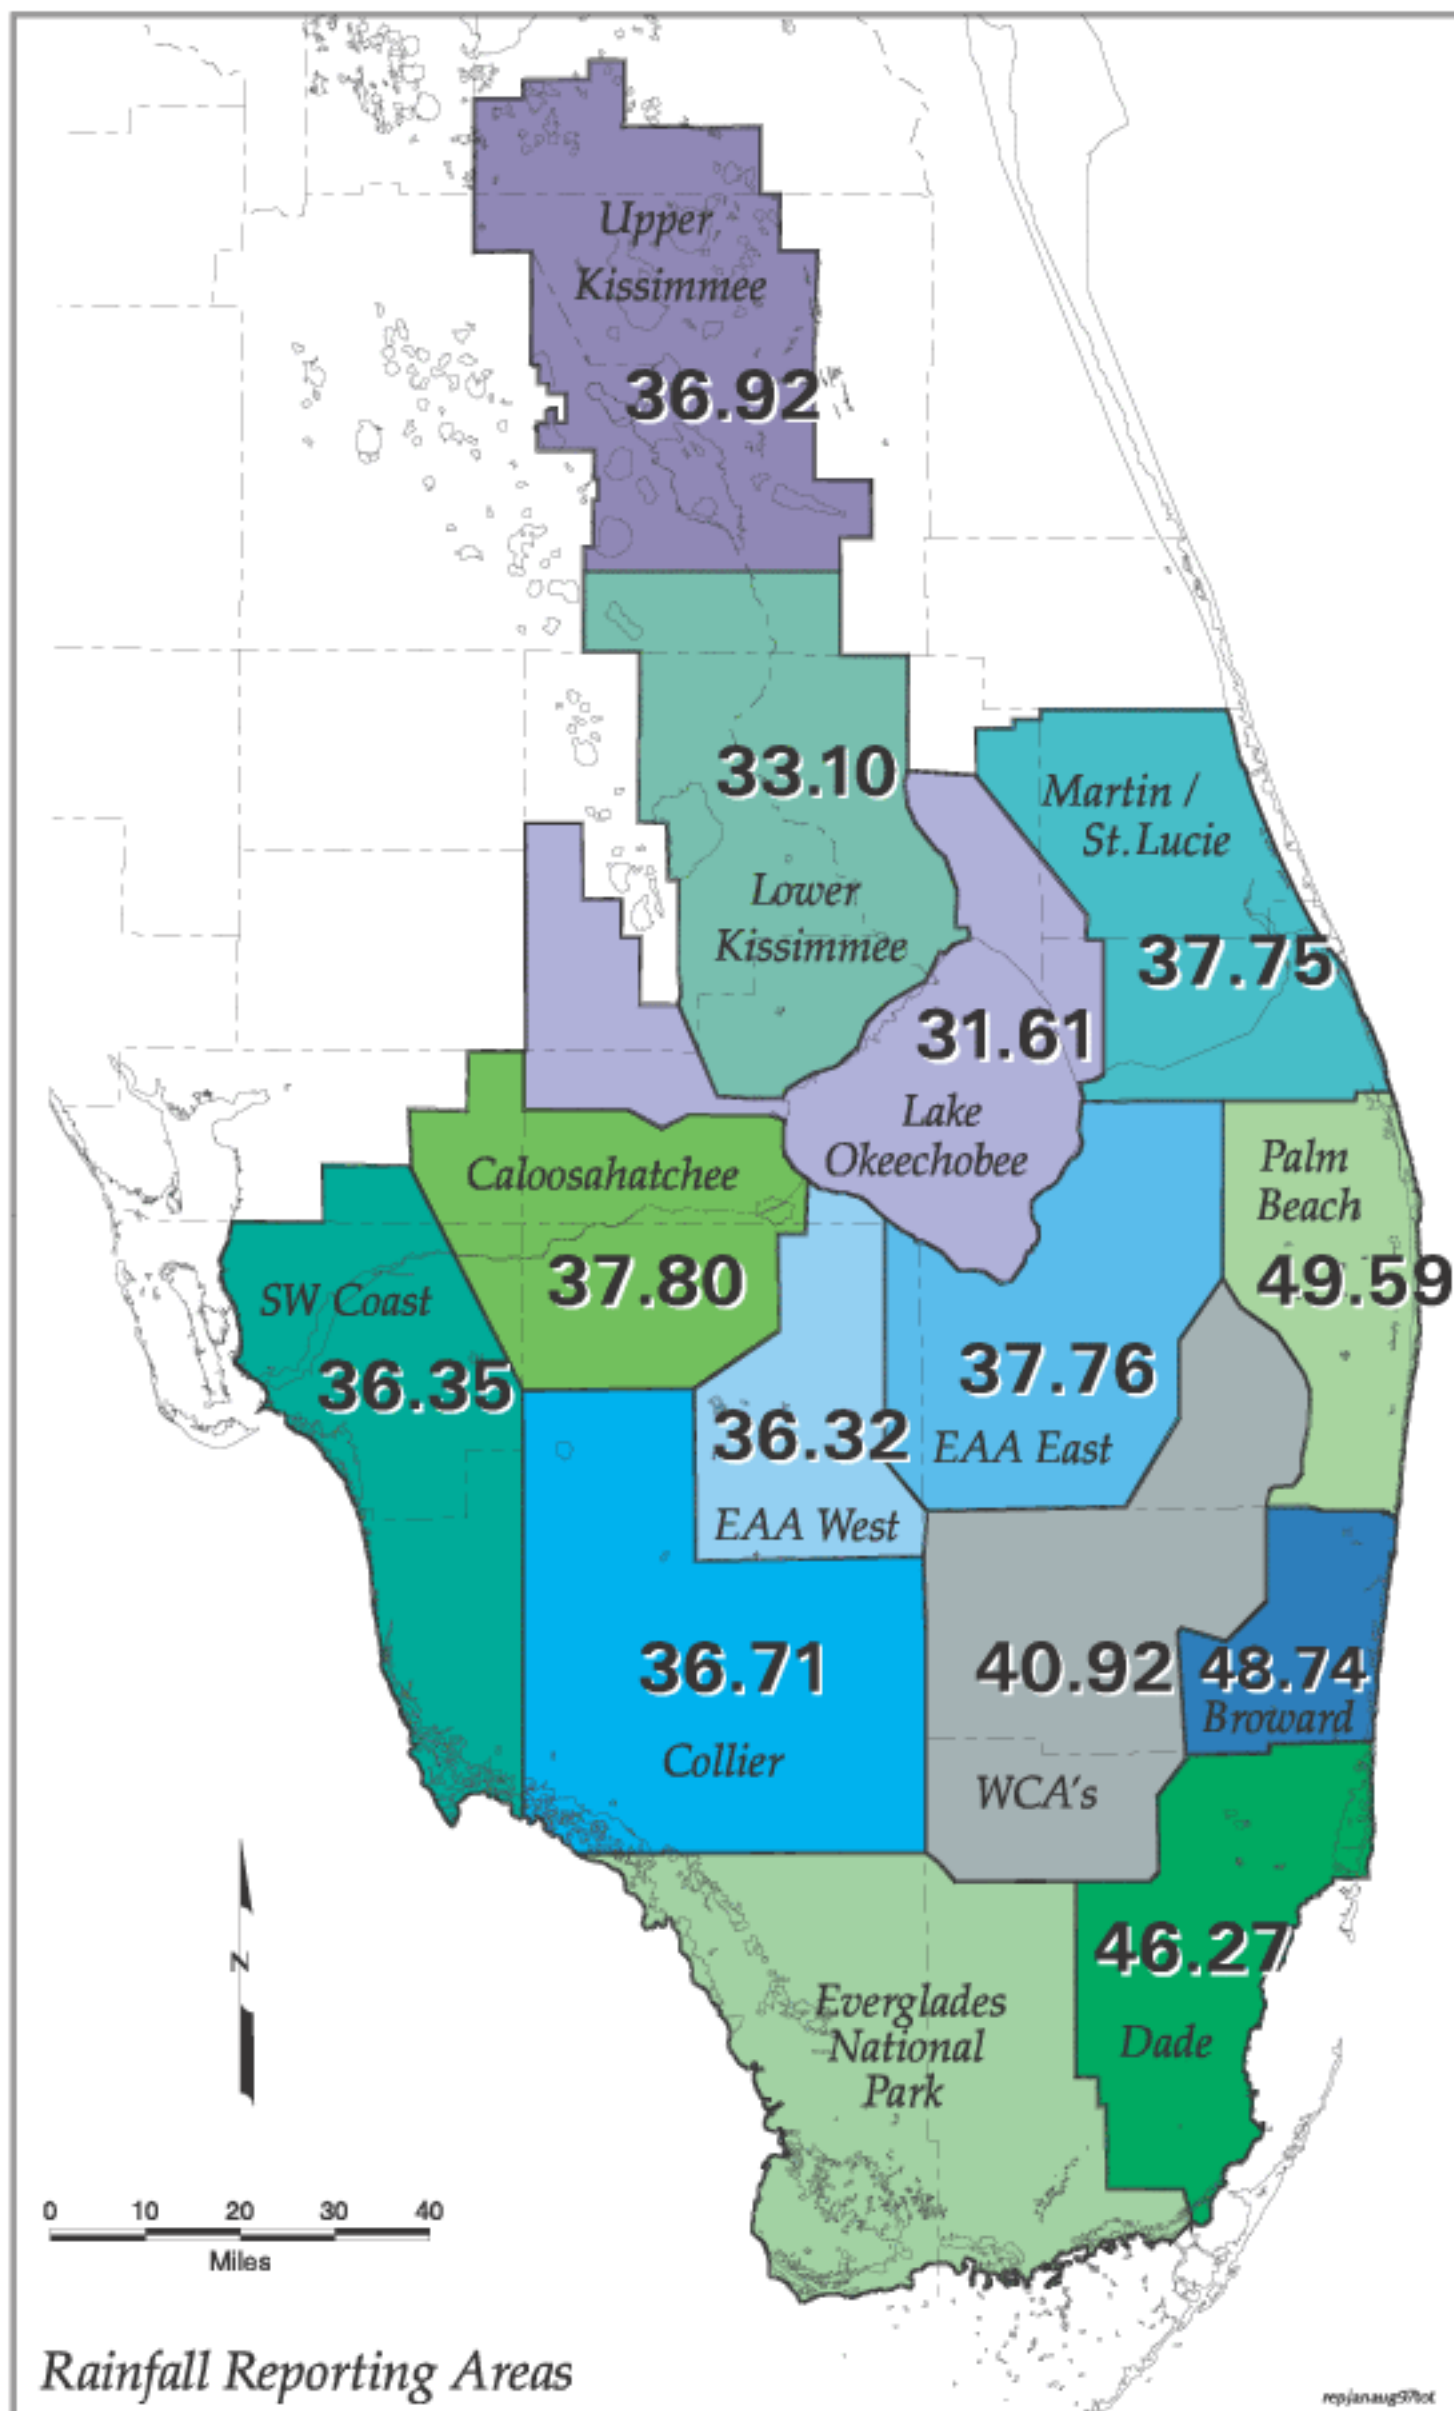 Upper
Kissimmee
36.92
33.10
Lower
Kissimmee
Martin /
St. Lucie
37.75
31.61
Lake
Okeechobee
Caloosahatchee
37.80
Palm
Beach
49.59
SW Coast
36.35
37.76
EAA East
36.32
EAA West
36.71
Collier
40.92
WCA's
48.74
Broward
46.27
Dade
Everglades
National
Park
N
0 10 20 30 40
Miles
Rainfall Reporting Areas
repjanaug97tot